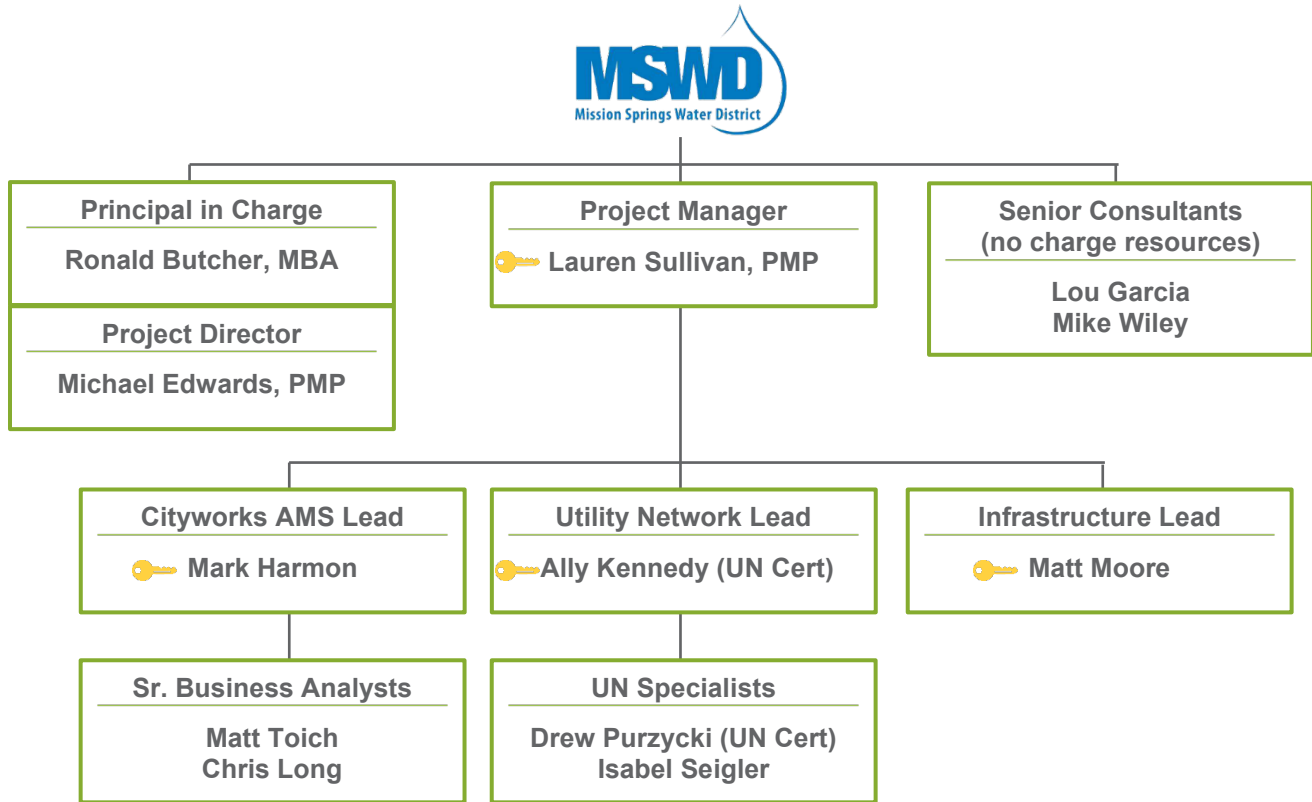 MSWD
Mission Springs Water District
Principal in Charge
Ronald Butcher, MBA
Project Director
Michael Edwards, PMP
Project Manager
Lauren Sullivan, PMP
Senior Consultants
(no charge resources)
Lou Garcia
Mike Wiley
Cityworks AMS Lead
Mark Harmon
Utility Network Lead
Ally Kennedy (UN Cert)
Infrastructure Lead
Matt Moore
Sr. Business Analysts
Matt Toich
Chris Long
UN Specialists
Drew Purzycki (UN Cert)
Isabel Seigler